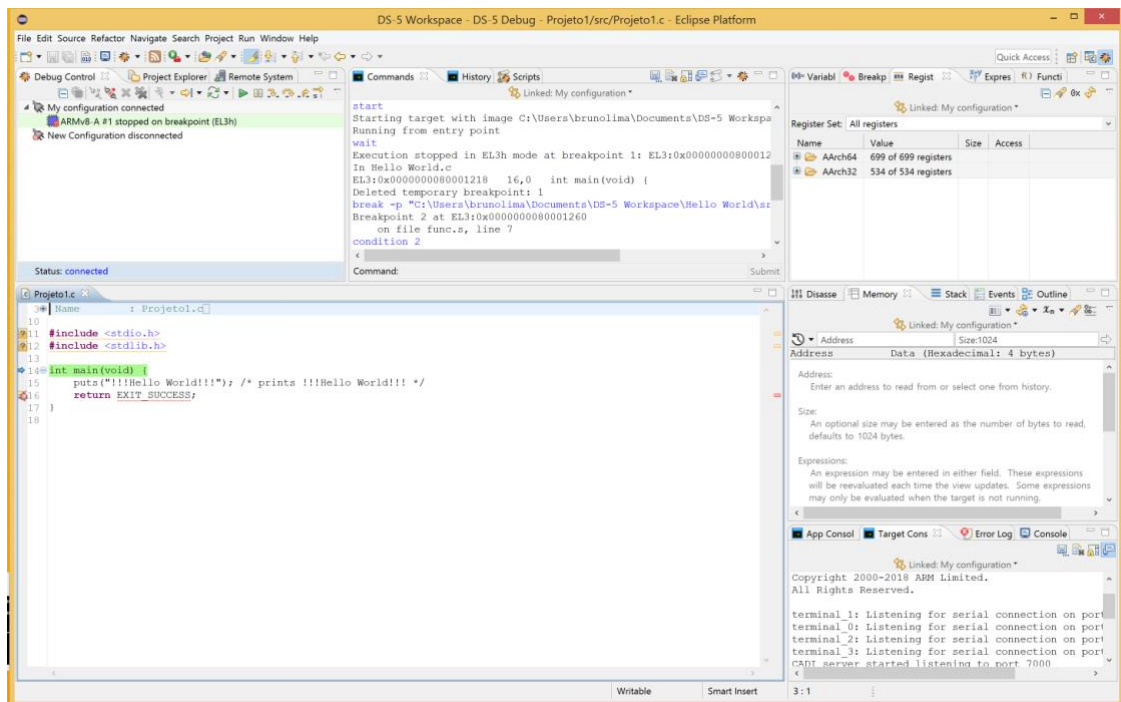 DS-5 Workspace - DS-5 Debug - Projeto1/src/Projeto1.c - Eclipse Platform
File Edit Source Refactor Navigate Search Project Run Window Help
Quick Access
Debug Control Project Explorer Remote System
My configuration connected
ARMv8-A #1 stopped on breakpoint (EL3h)
New Configuration disconnected
Status: connected
Commands History Scripts
Linked: My configuration
start
Starting target with image C:\Users\brunolima\Documents\DS-5 Workspa
Running from entry point
wait
Execution stopped in EL3h mode at breakpoint 1: EL3:0x00000000800012
In Hello World.c
EL3:0x0000000080001218 16,0 int main(void) {
Deleted temporary breakpoint: 1
break -p "C:\Users\brunolima\Documents\DS-5 Workspace\Hello World\sr
Breakpoint 2 at EL3:0x0000000080001260
on file func.s, line 7
condition 2
Command: Submit
Variabl Breakp Regist Expres Functi
Linked: My configuration
Register Set: All registers
Name Value Size Access
AArch64 699 of 699 registers
AArch32 534 of 534 registers
Projeto1.c
3 Name : Projeto1.c
10
11 #include <stdio.h>
12 #include <stdlib.h>
13
14 int main(void) {
15 puts("!!!Hello World!!!"); /* prints !!!Hello World!!! */
16 return EXIT_SUCCESS;
17 }
18
Disasse Memory Stack Events Outline
Linked: My configuration
Address Size:1024
Address Data (Hexadecimal: 4 bytes)
Address:
Enter an address to read from or select one from history.
Size:
An optional size may be entered as the number of bytes to read,
defaults to 1024 bytes.
Expressions:
An expression may be entered in either field. These expressions
will be reevaluated each time the view updates. Some expressions
may only be evaluated when the target is not running.
App Consol Target Cons Error Log Console
Linked: My configuration
Copyright 2000-2018 ARM Limited.
All Rights Reserved.
terminal_1: Listening for serial connection on port
terminal_0: Listening for serial connection on port
terminal_2: Listening for serial connection on port
terminal_3: Listening for serial connection on port
CADI server started listening to port 7000
Writable Smart Insert 3 : 1